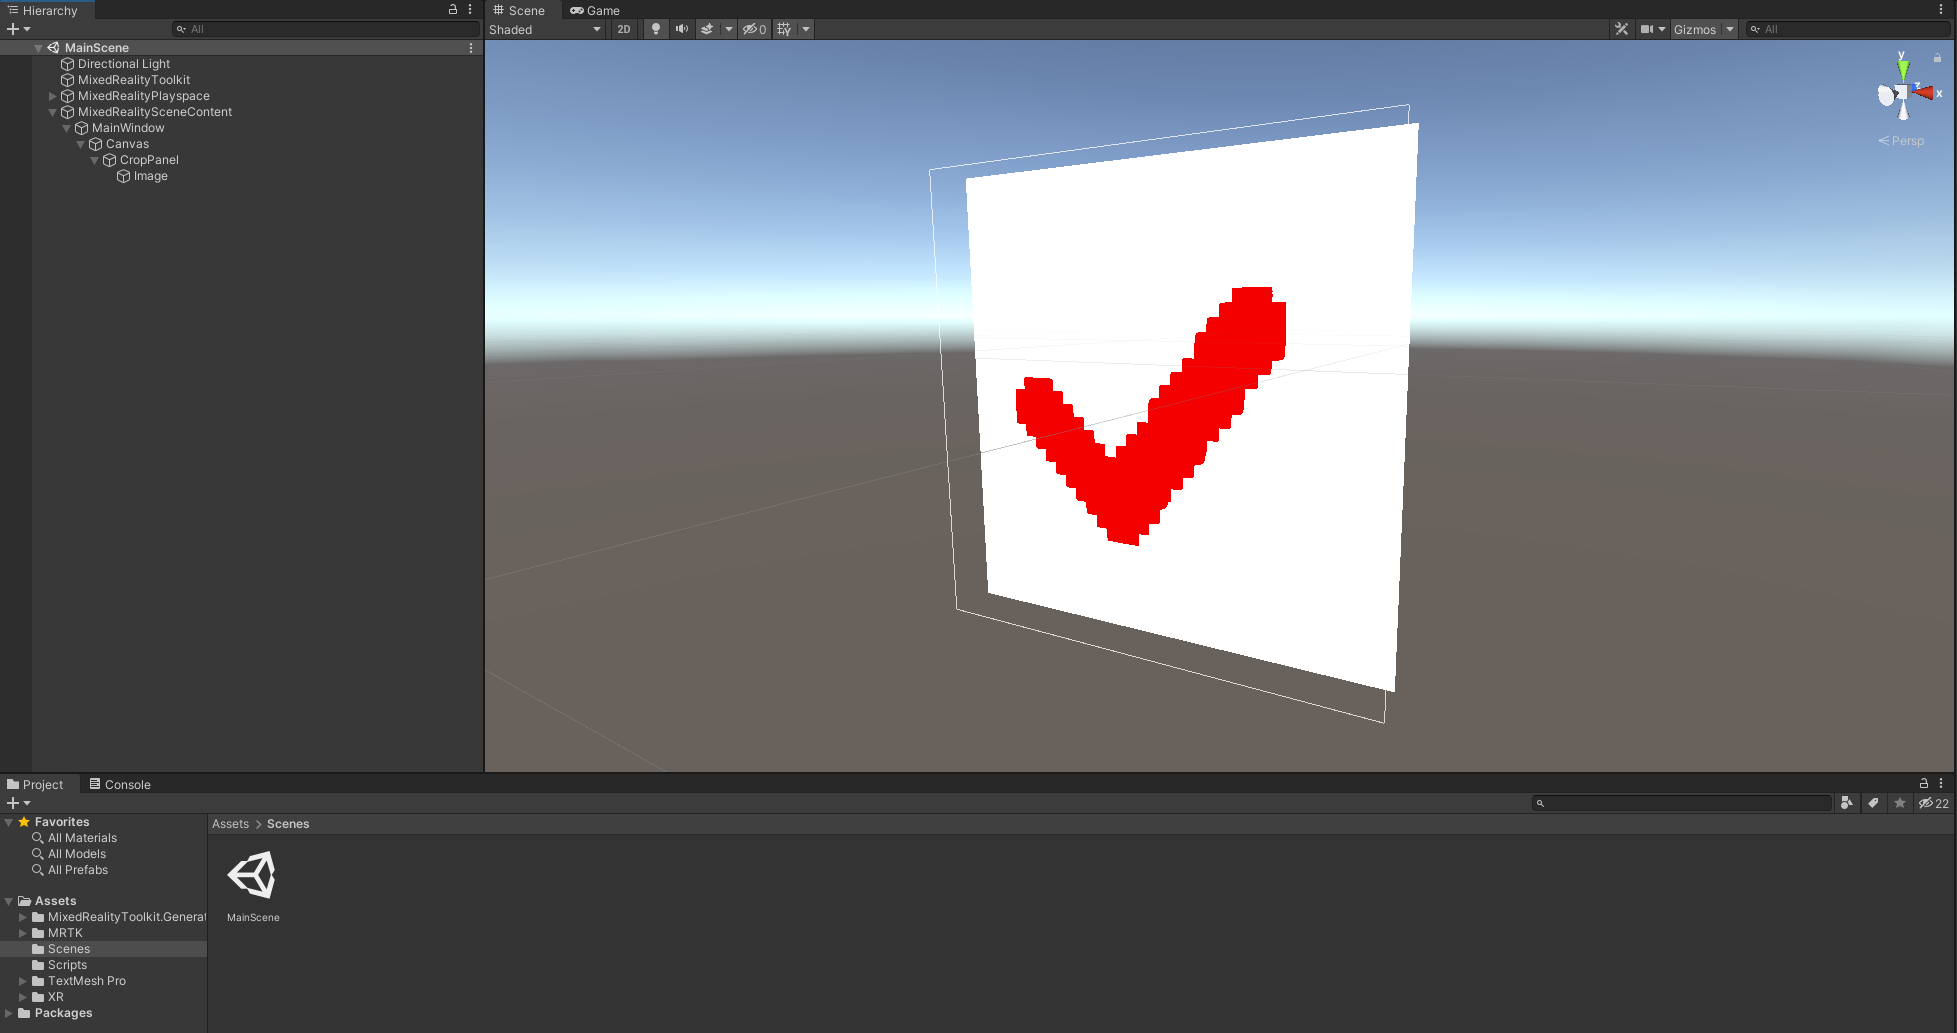 Hierarchy
All
MainScene
Directional Light
MixedRealityToolkit
MixedRealityPlayspace
MixedRealitySceneContent
MainWindow
Canvas
CropPanel
Image
Scene Game
Shaded 2D 0 Gizmos All
y
x
Persp
Project Console
22
Favorites
All Materials
All Models
All Prefabs
Assets
MixedRealityToolkit.Generat
MRTK
Scenes
Scripts
TextMesh Pro
XR
Packages
Assets > Scenes
MainScene